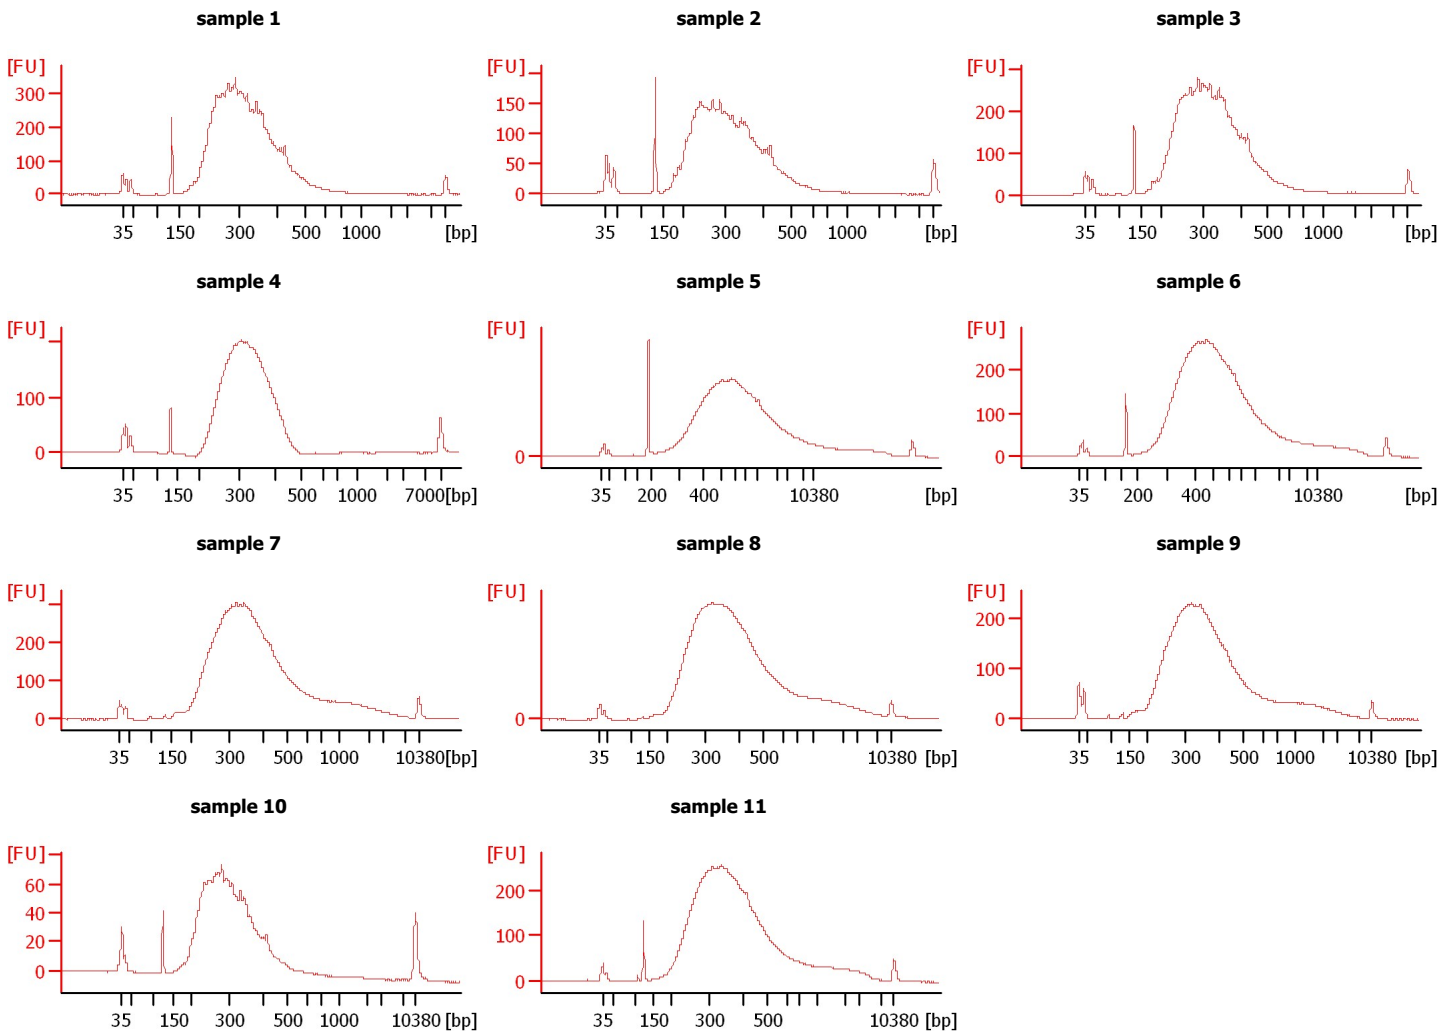 sample 1
[FU]
300
200
100
0
35 150 300 500 1000 [bp]
sample 2
[FU]
150
100
50
0
35 150 300 500 1000 [bp]
sample 3
[FU]
200
100
0
35 150 300 500 1000 [bp]
sample 4
[FU]
100
0
35 150 300 500 1000 7000[bp]
sample 5
[FU]
0
35 200 400 10380 [bp]
sample 6
[FU]
200
100
0
35 200 400 10380 [bp]
sample 7
[FU]
200
100
0
35 150 300 500 1000 10380[bp]
sample 8
[FU]
0
35 150 300 500 10380 [bp]
sample 9
[FU]
200
100
0
35 150 300 500 1000 10380 [bp]
sample 10
[FU]
60
40
20
0
35 150 300 500 1000 10380 [bp]
sample 11
[FU]
200
100
0
35 150 300 500 10380 [bp]